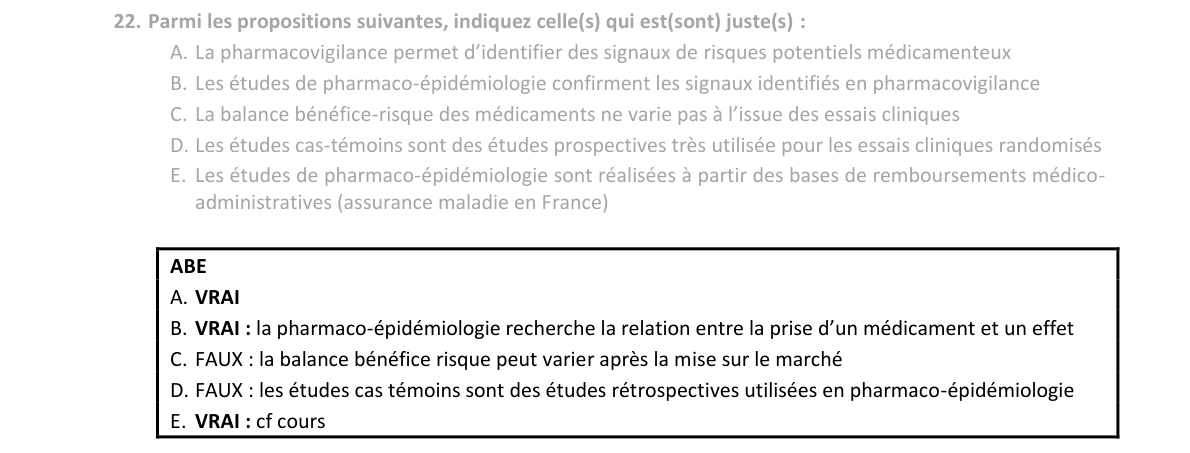 22. Parmi les propositions suivantes, indiquez celle(s) qui est(sont) juste(s) :
A. La pharmacovigilance permet d’identifier des signaux de risques potentiels médicamenteux
B. Les études de pharmaco-épidémiologie confirment les signaux identifiés en pharmacovigilance
C. La balance bénéfice-risque des médicaments ne varie pas à l’issue des essais cliniques
D. Les études cas-témoins sont des études prospectives très utilisée pour les essais cliniques randomisés
E. Les études de pharmaco-épidémiologie sont réalisées à partir des bases de remboursements médico-
administratives (assurance maladie en France)
ABE
A. VRAI
B. VRAI : la pharmaco-épidémiologie recherche la relation entre la prise d’un médicament et un effet
C. FAUX : la balance bénéfice risque peut varier après la mise sur le marché
D. FAUX : les études cas témoins sont des études rétrospectives utilisées en pharmaco-épidémiologie
E. VRAI : cf cours